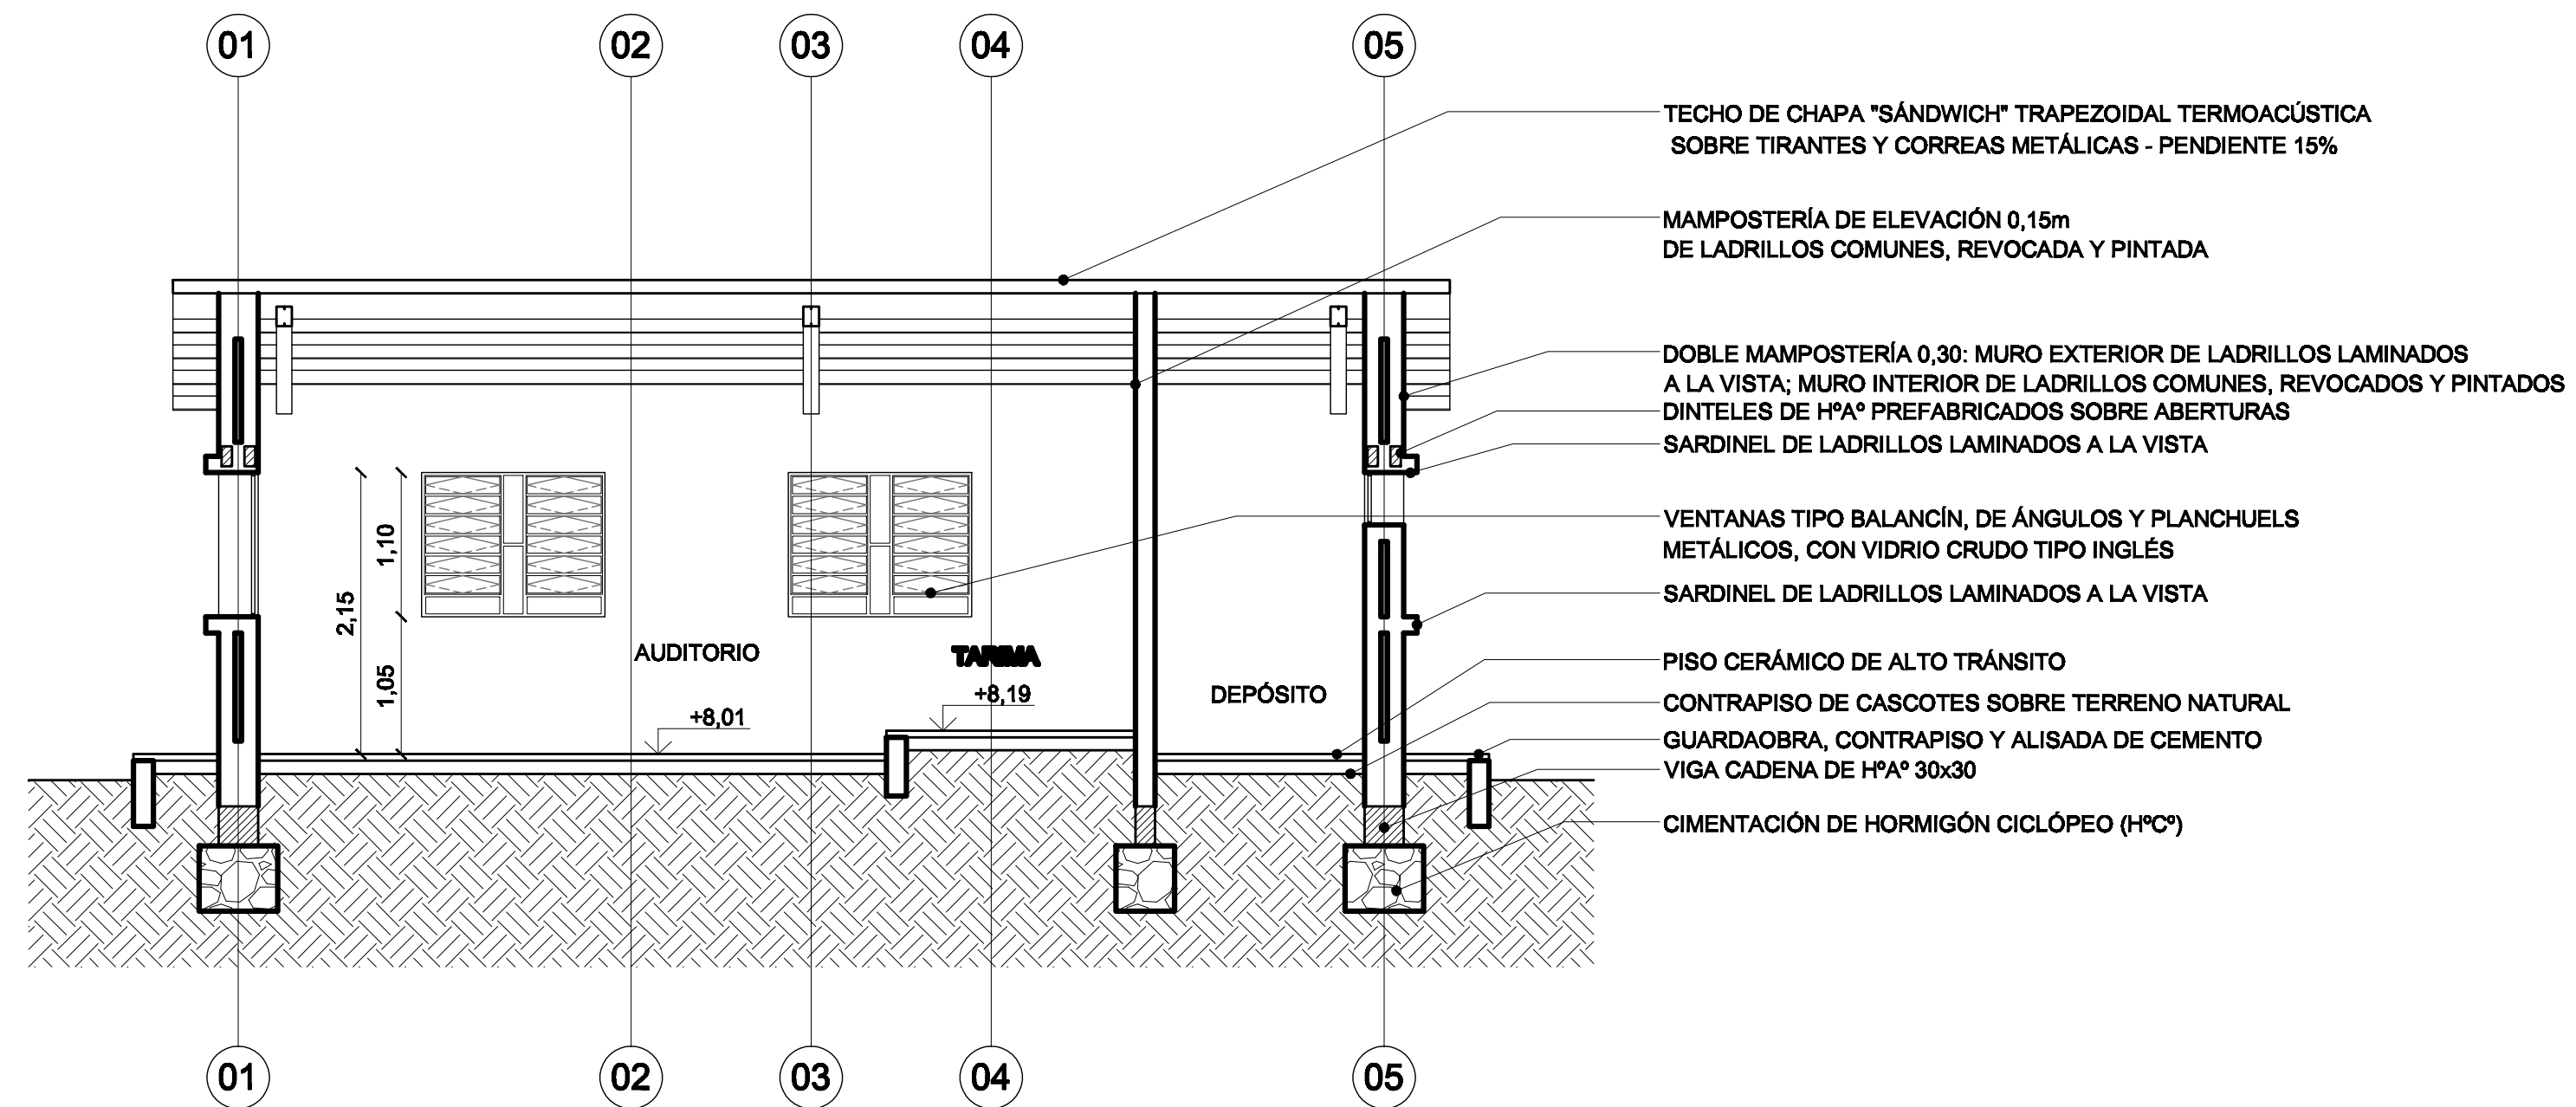 01 02 03 04 05
TECHO DE CHAPA "SÁNDWICH" TRAPEZOIDAL TERMOACÚSTICA
SOBRE TIRANTES Y CORREAS METÁLICAS - PENDIENTE 15%
MAMPOSTERÍA DE ELEVACIÓN 0,15m
DE LADRILLOS COMUNES, REVOCADA Y PINTADA
DOBLE MAMPOSTERÍA 0,30: MURO EXTERIOR DE LADRILLOS LAMINADOS
A LA VISTA; MURO INTERIOR DE LADRILLOS COMUNES, REVOCADOS Y PINTADOS
DINTELES DE HºAº PREFABRICADOS SOBRE ABERTURAS
SARDINEL DE LADRILLOS LAMINADOS A LA VISTA
VENTANAS TIPO BALANCÍN, DE ÁNGULOS Y PLANCHUELS
METÁLICOS, CON VIDRIO CRUDO TIPO INGLÉS
SARDINEL DE LADRILLOS LAMINADOS A LA VISTA
PISO CERÁMICO DE ALTO TRÁNSITO
CONTRAPISO DE CASCOTES SOBRE TERRENO NATURAL
GUARDAOBRA, CONTRAPISO Y ALISADA DE CEMENTO
VIGA CADENA DE HºAº 30x30
CIMENTACIÓN DE HORMIGÓN CICLÓPEO (HºCº)
2,15
1,10
1,05
AUDITORIO
TARIMA
+8,19
DEPÓSITO
+8,01
01 02 03 04 05